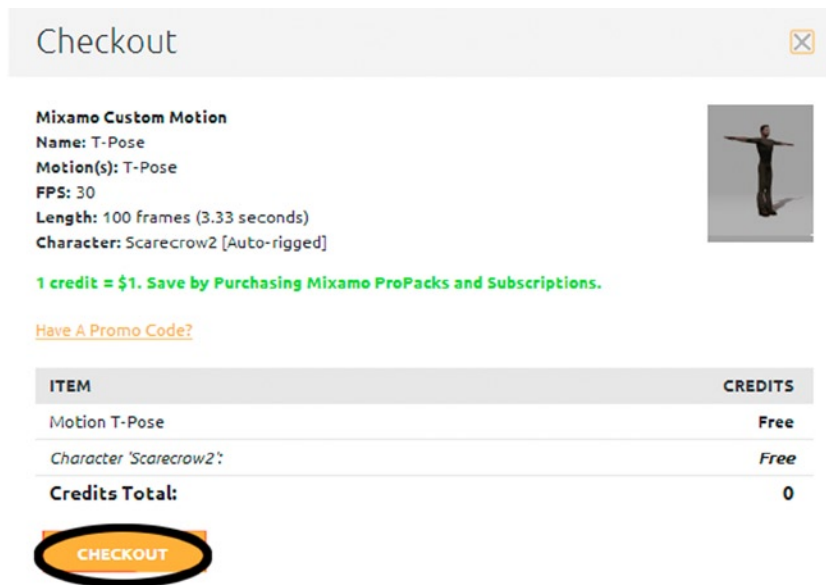 Checkout
Mixamo Custom Motion
Name: T-Pose
Motion(s): T-Pose
FPS: 30
Length: 100 frames (3.33 seconds)
Character: Scarecrow2 [Auto-rigged]
1 credit = $1. Save by Purchasing Mixamo ProPacks and Subscriptions.
Have A Promo Code?
ITEM CREDITS
Motion T-Pose Free
Character 'Scarecrow2': Free
Credits Total: 0
CHECKOUT